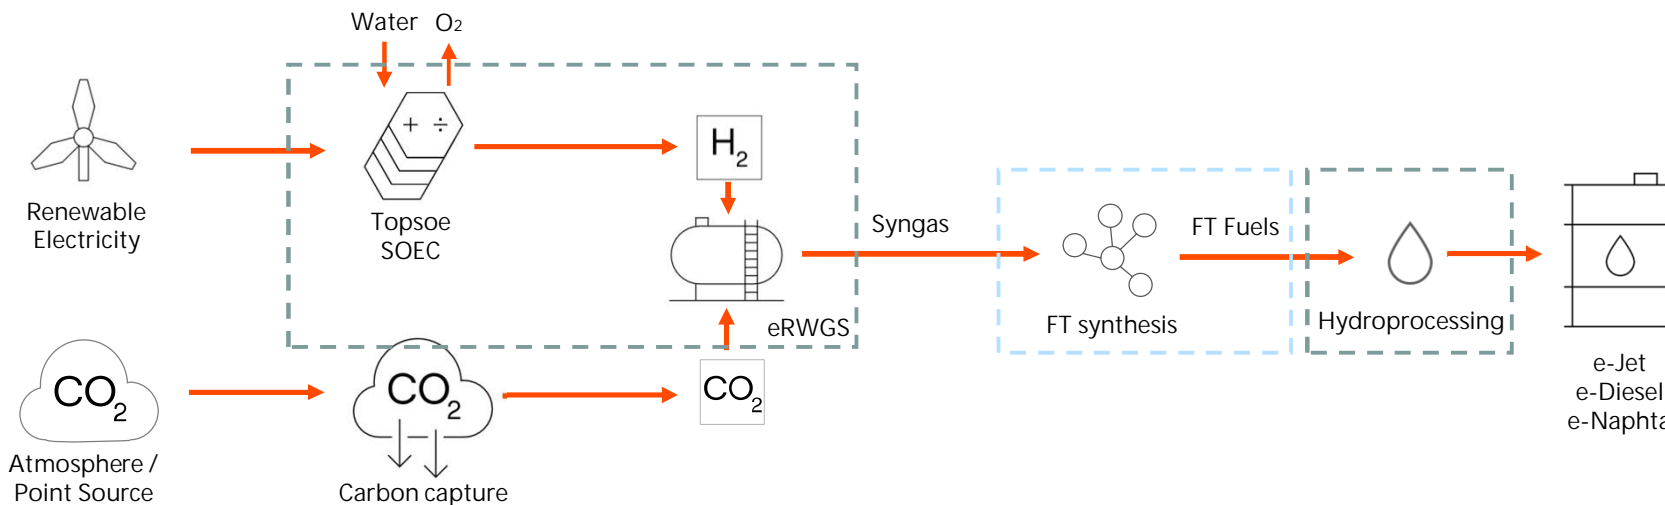 Water O₂
+ ÷
H₂
Renewable
Electricity
Topsoe
SOEC
Syngas
FT Fuels
eRWGS
FT synthesis
Hydroprocessing
CO₂
CO₂
CO₂
e-Jet
e-Diesel
e-Naphta
Atmosphere /
Point Source
Carbon capture